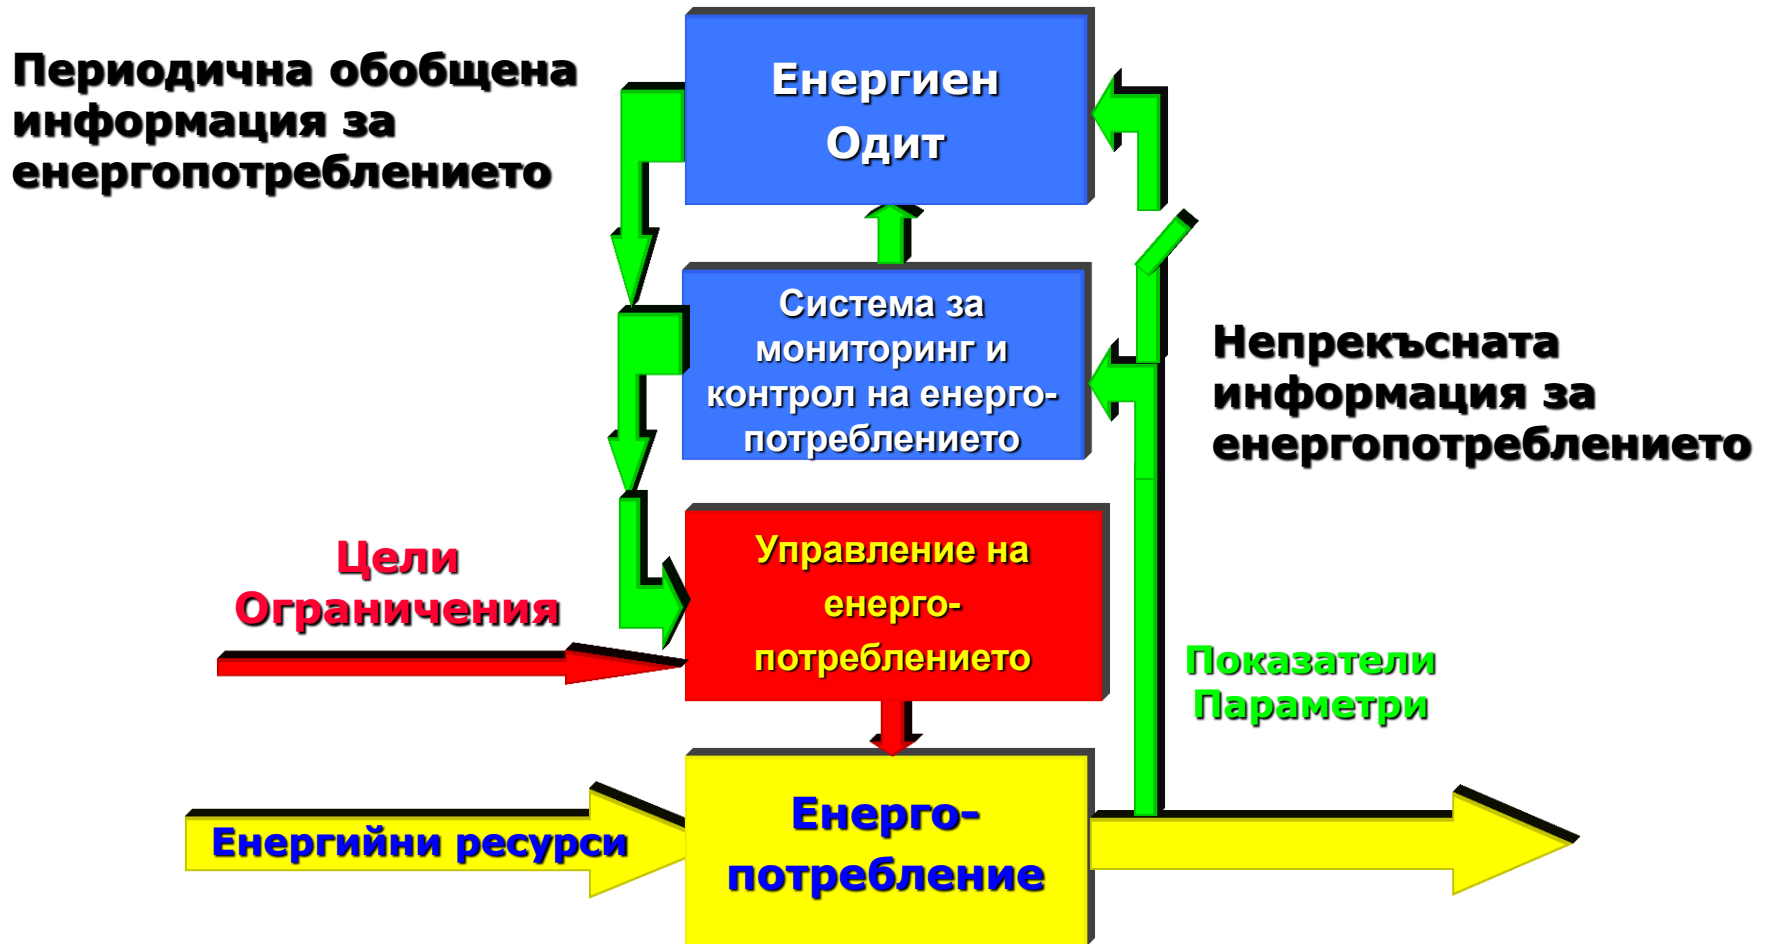 Периодична обобщена
информация за
енергопотреблението
Енергиен
Одит
Система за
мониторинг и
контрол на енерго-
потреблението
Непрекъсната
информация за
енергопотреблението
Цели
Ограничения
Управление на
енерго-
потреблението
Показатели
Параметри
Енергийни ресурси
Енерго-
потребление